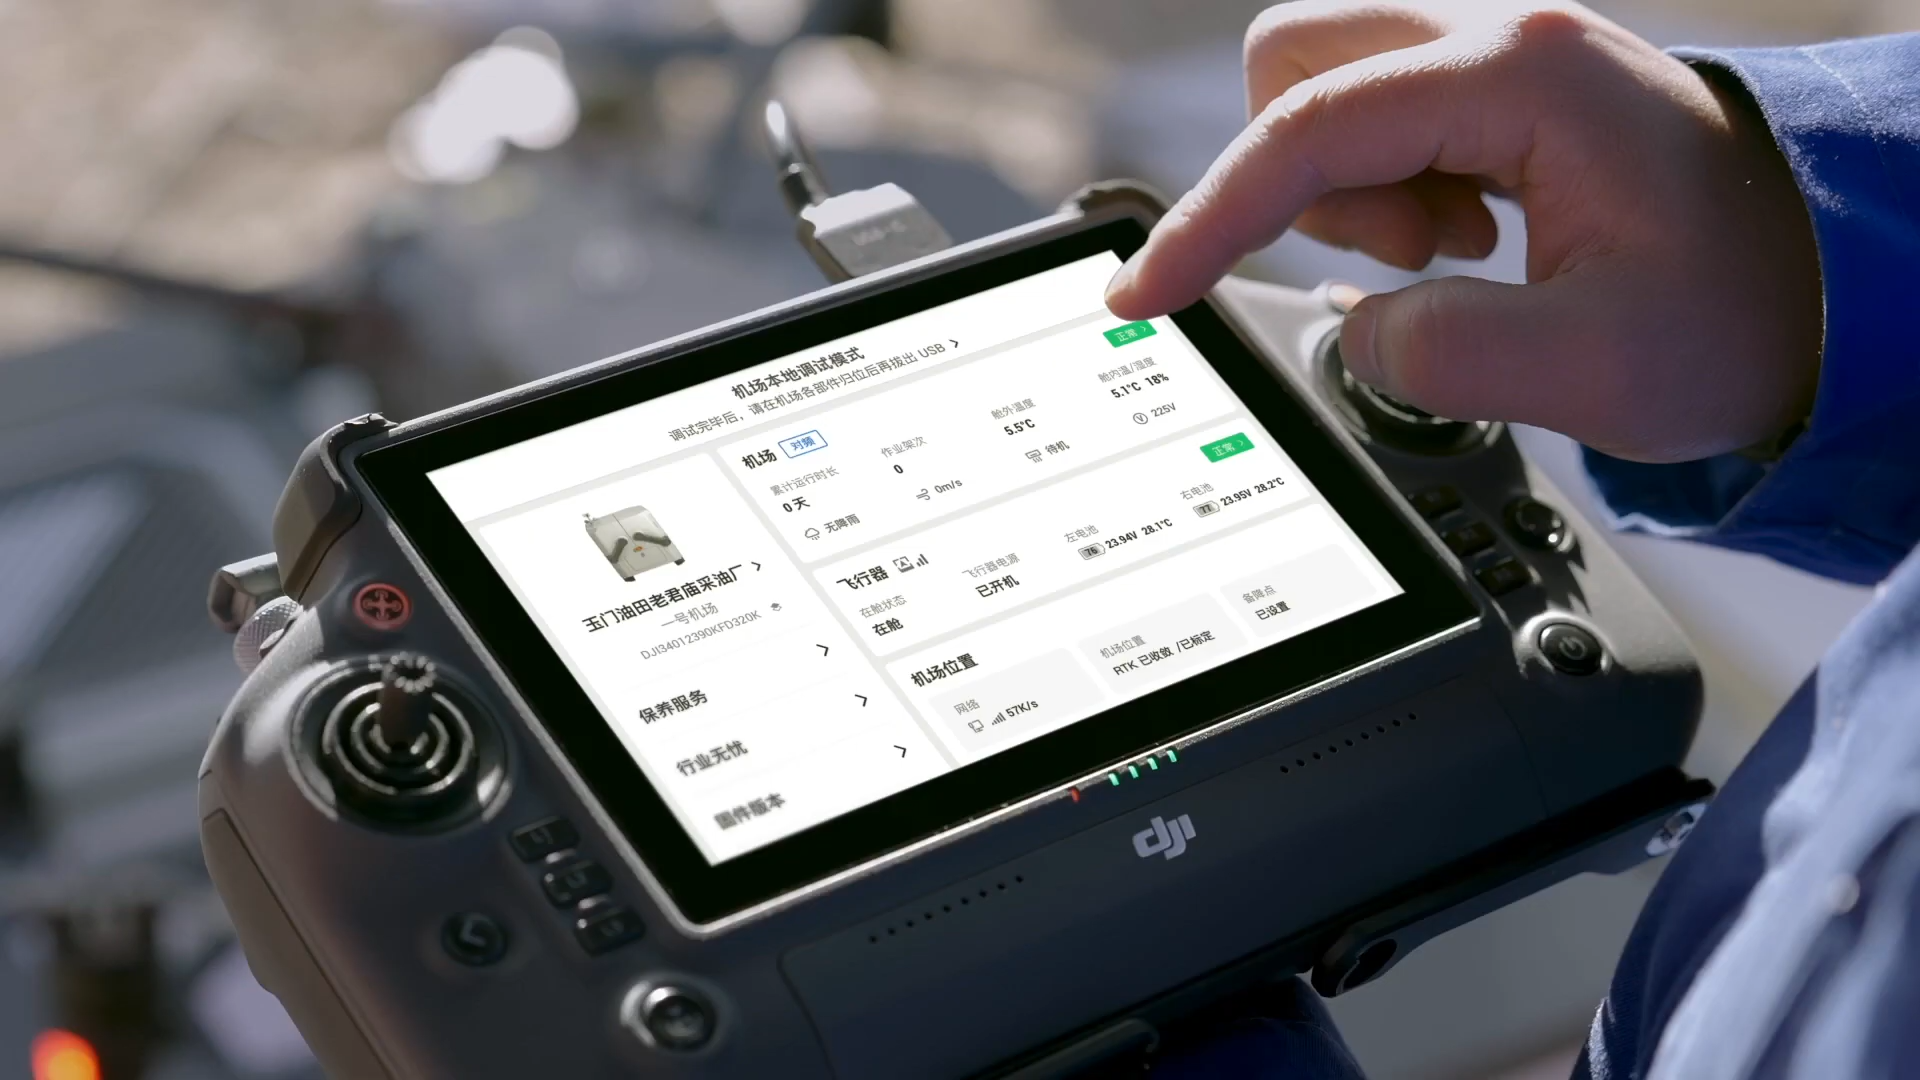 机场本地调试模式
调试完毕后，请在机场各部件归位后再拔出 USB
玉门油田老君庙采油厂
一号机场
DJI34012390KFD320K
保养服务
行业无忧
固件版本
机场 对频
正常
累计运行时长
0 天
作业架次
0
舱外温度
5.5°C
舱内温/湿度
5.1°C 18%
无降雨
0m/s
待机
225V
飞行器
正常
在舱状态
在舱
飞行器电源
已开机
左电池
76 23.94V 28.1°C
右电池
77 23.95V 28.2°C
机场位置
网络
57K/s
机场位置
RTK 已收敛 /已标定
备降点
已设置
dji